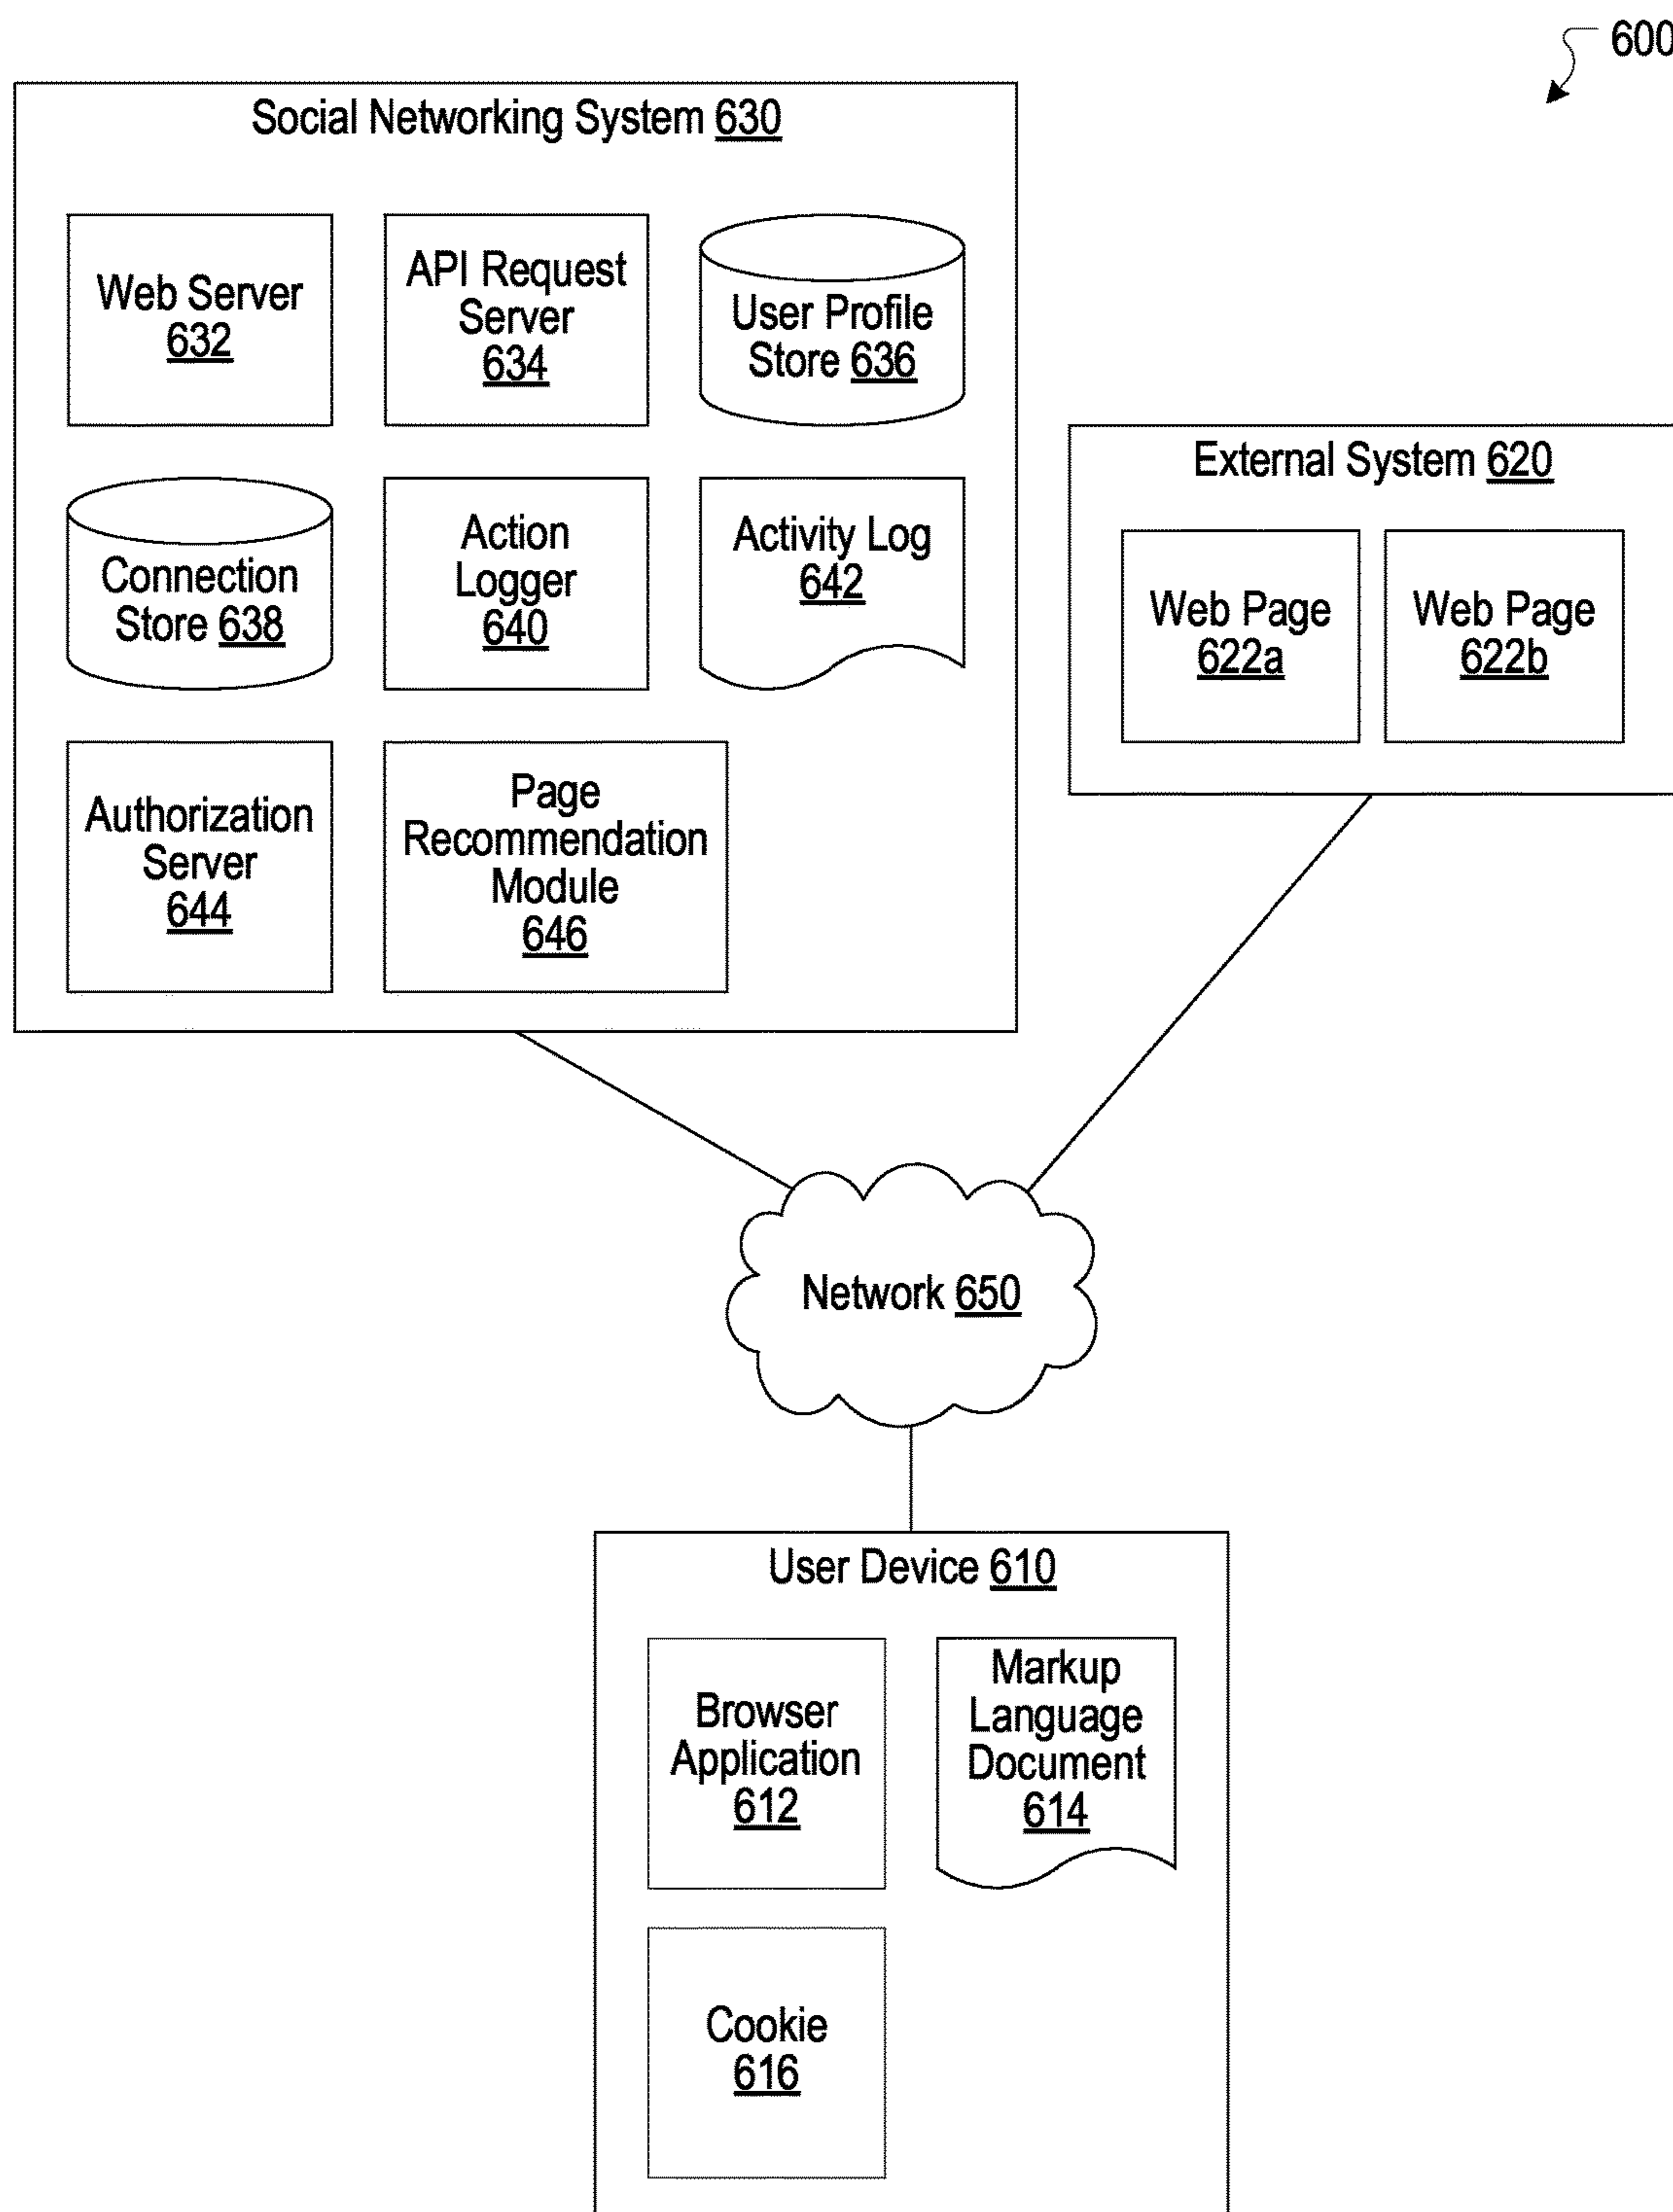 600
Social Networking System 630
Web Server
632
API Request
Server
634
User Profile
Store 636
Connection
Store 638
Action
Logger
640
Activity Log
642
Authorization
Server
644
Page
Recommendation
Module
646
External System 620
Web Page
622a
Web Page
622b
Network 650
User Device 610
Browser
Application
612
Markup
Language
Document
614
Cookie
616